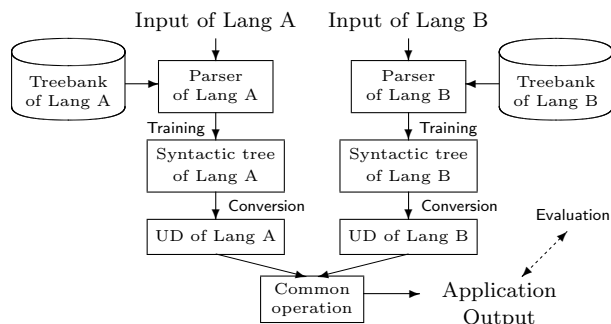 Input of Lang A
Input of Lang B
Treebank
of Lang A
Parser
of Lang A
Parser
of Lang B
Treebank
of Lang B
Training
Training
Syntactic tree
of Lang A
Syntactic tree
of Lang B
Conversion
Conversion
UD of Lang A
UD of Lang B
Evaluation
Common
operation
Application
Output